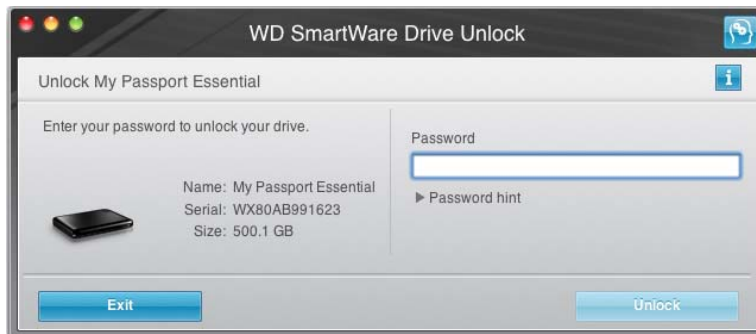 WD SmartWare Drive Unlock
Unlock My Passport Essential
i
Enter your password to unlock your drive.
Name: My Passport Essential
Serial: WX80AB991623
Size: 500.1 GB
Password
Password hint
Exit
Unlock